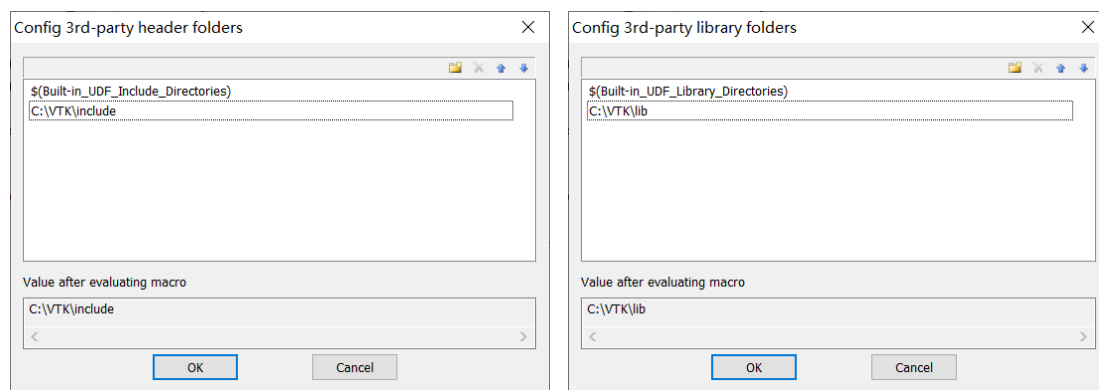 Config 3rd-party header folders
$(Built-in_UDF_Include_Directories)
C:\VTK\include
Value after evaluating macro
C:\VTK\include
OK
Cancel
Config 3rd-party library folders
$(Built-in_UDF_Library_Directories)
C:\VTK\lib
Value after evaluating macro
C:\VTK\lib
OK
Cancel